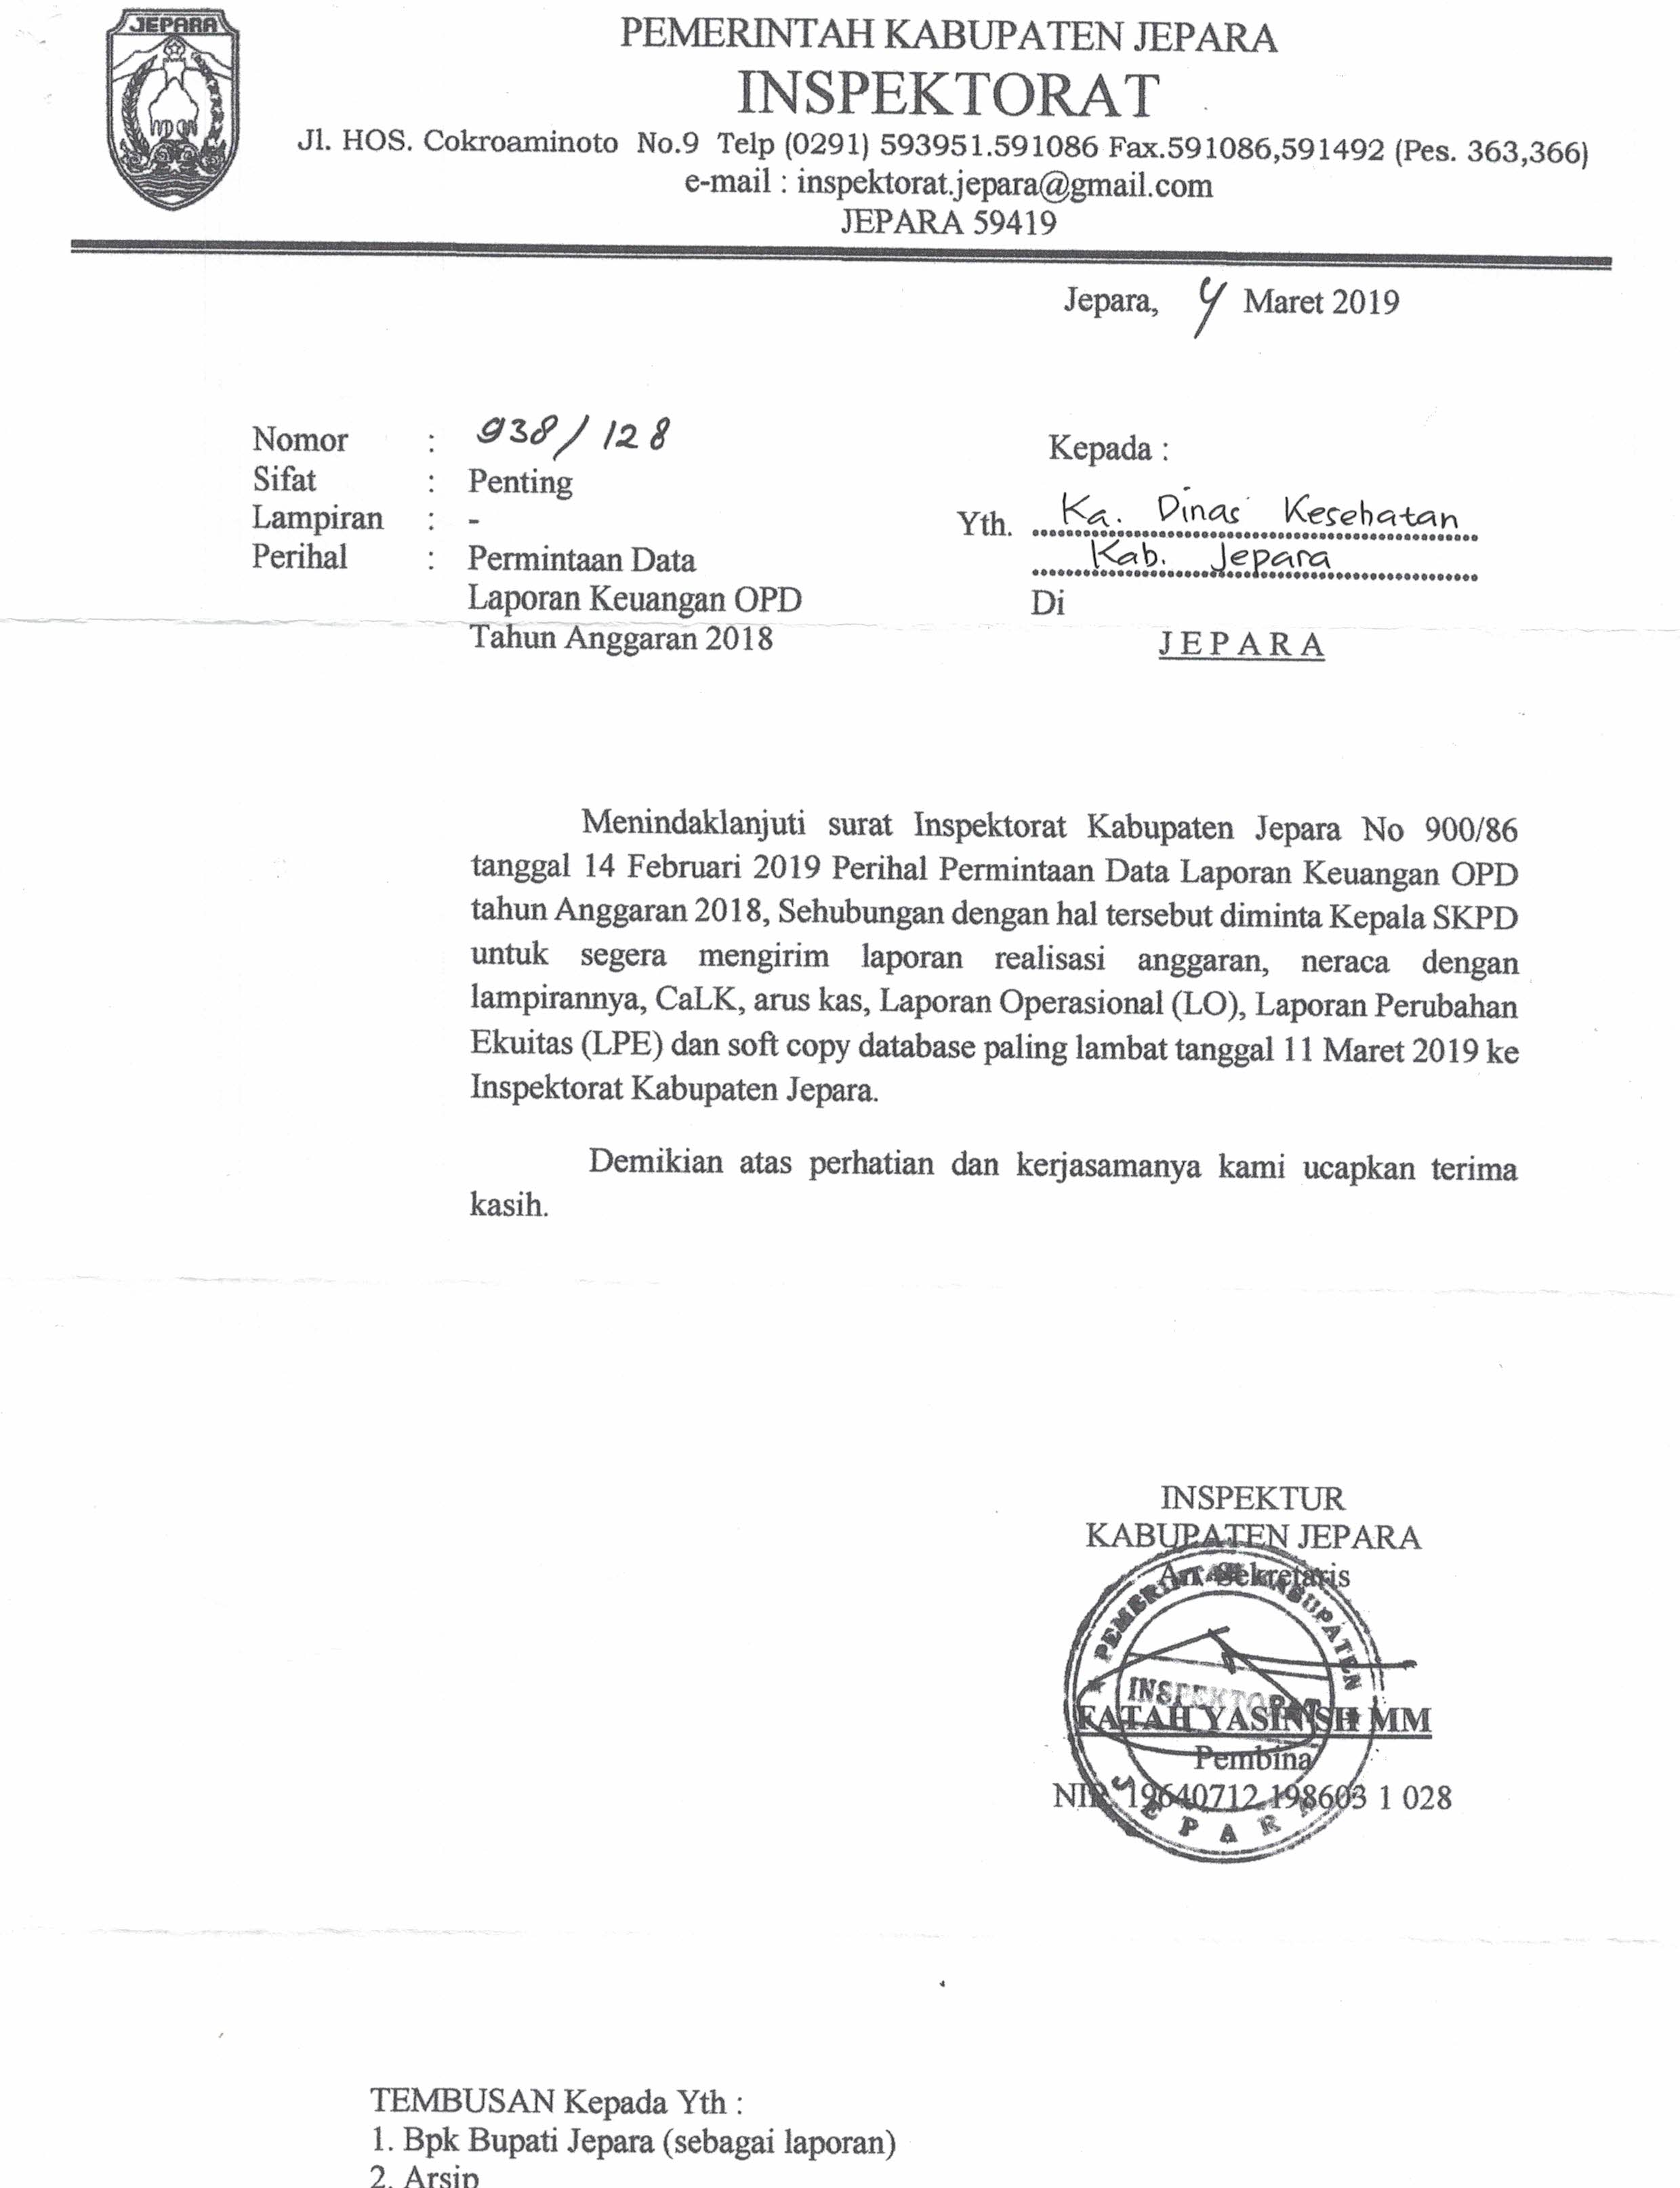 JEPARA
PEMERINTAH KABUPATEN JEPARA
INSPEKTORAT
Jl. HOS. Cokroaminoto No.9 Telp (0291) 593951.591086 Fax.591086,591492 (Pes. 363,366)
e-mail : inspektorat.jepara@gmail.com
JEPARA 59419
Jepara, 4 Maret 2019
Nomor : 938/128
Sifat : Penting
Lampiran : -
Perihal : Permintaan Data
Laporan Keuangan OPD
Tahun Anggaran 2018
Kepada :
Yth. Ka. Dinas Kesehatan
Kab. Jepara
Di
JEPARA
Menindaklanjuti surat Inspektorat Kabupaten Jepara No 900/86
tanggal 14 Februari 2019 Perihal Permintaan Data Laporan Keuangan OPD
tahun Anggaran 2018, Sehubungan dengan hal tersebut diminta Kepala SKPD
untuk segera mengirim laporan realisasi anggaran, neraca dengan
lampirannya, CaLK, arus kas, Laporan Operasional (LO), Laporan Perubahan
Ekuitas (LPE) dan soft copy database paling lambat tanggal 11 Maret 2019 ke
Inspektorat Kabupaten Jepara.
Demikian atas perhatian dan kerjasamanya kami ucapkan terima
kasih.
INSPEKTUR
KABUPATEN JEPARA
An. Sekretaris
PEMERINTAH KABUPATEN
INSPEKTORAT
JEPARA
FATAH YASIN SH MM
Pembina
NIP. 19640712 198603 1 028
TEMBUSAN Kepada Yth :
1. Bpk Bupati Jepara (sebagai laporan)
2. Arsip